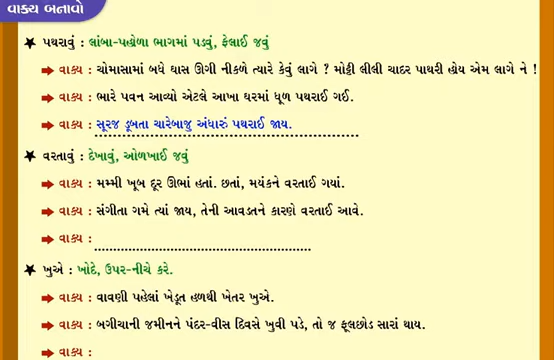 વાક્ય બનાવો
★ પથરાવું : લાંબા-પહોળા ભાગમાં પડવું, ફેલાઈ જવું
➡ વાક્ય : ચોમાસામાં બધે ઘાસ ઊગી નીકળે ત્યારે કેવું લાગે ? મોટ્ટી લીલી ચાદર પાથરી હોય એમ લાગે ને !
➡ વાક્ય : ભારે પવન આવ્યો એટલે આખા ઘરમાં ધૂળ પથરાઈ ગઈ.
➡ વાક્ય : સૂરજ ડૂબતા ચારેબાજુ અંધારું પથરાઈ જાય.
★ વરતાવું : દેખાવું, ઓળખાઈ જવું
➡ વાક્ય : મમ્મી ખૂબ દૂર ઊભાં હતાં. છતાં, મયંકને વરતાઈ ગયાં.
➡ વાક્ય : સંગીતા ગમે ત્યાં જાય, તેની આવડતને કારણે વરતાઈ આવે.
➡ વાક્ય :
★ ખુએ : ખોદે, ઉપર-નીચે કરે.
➡ વાક્ય : વાવણી પહેલાં ખેડૂત હળથી ખેતર ખુએ.
➡ વાક્ય : બગીચાની જમીનને પંદર-વીસ દિવસે ખુવી પડે, તો જ ફૂલછોડ સારાં થાય.
➡ વાક્ય :